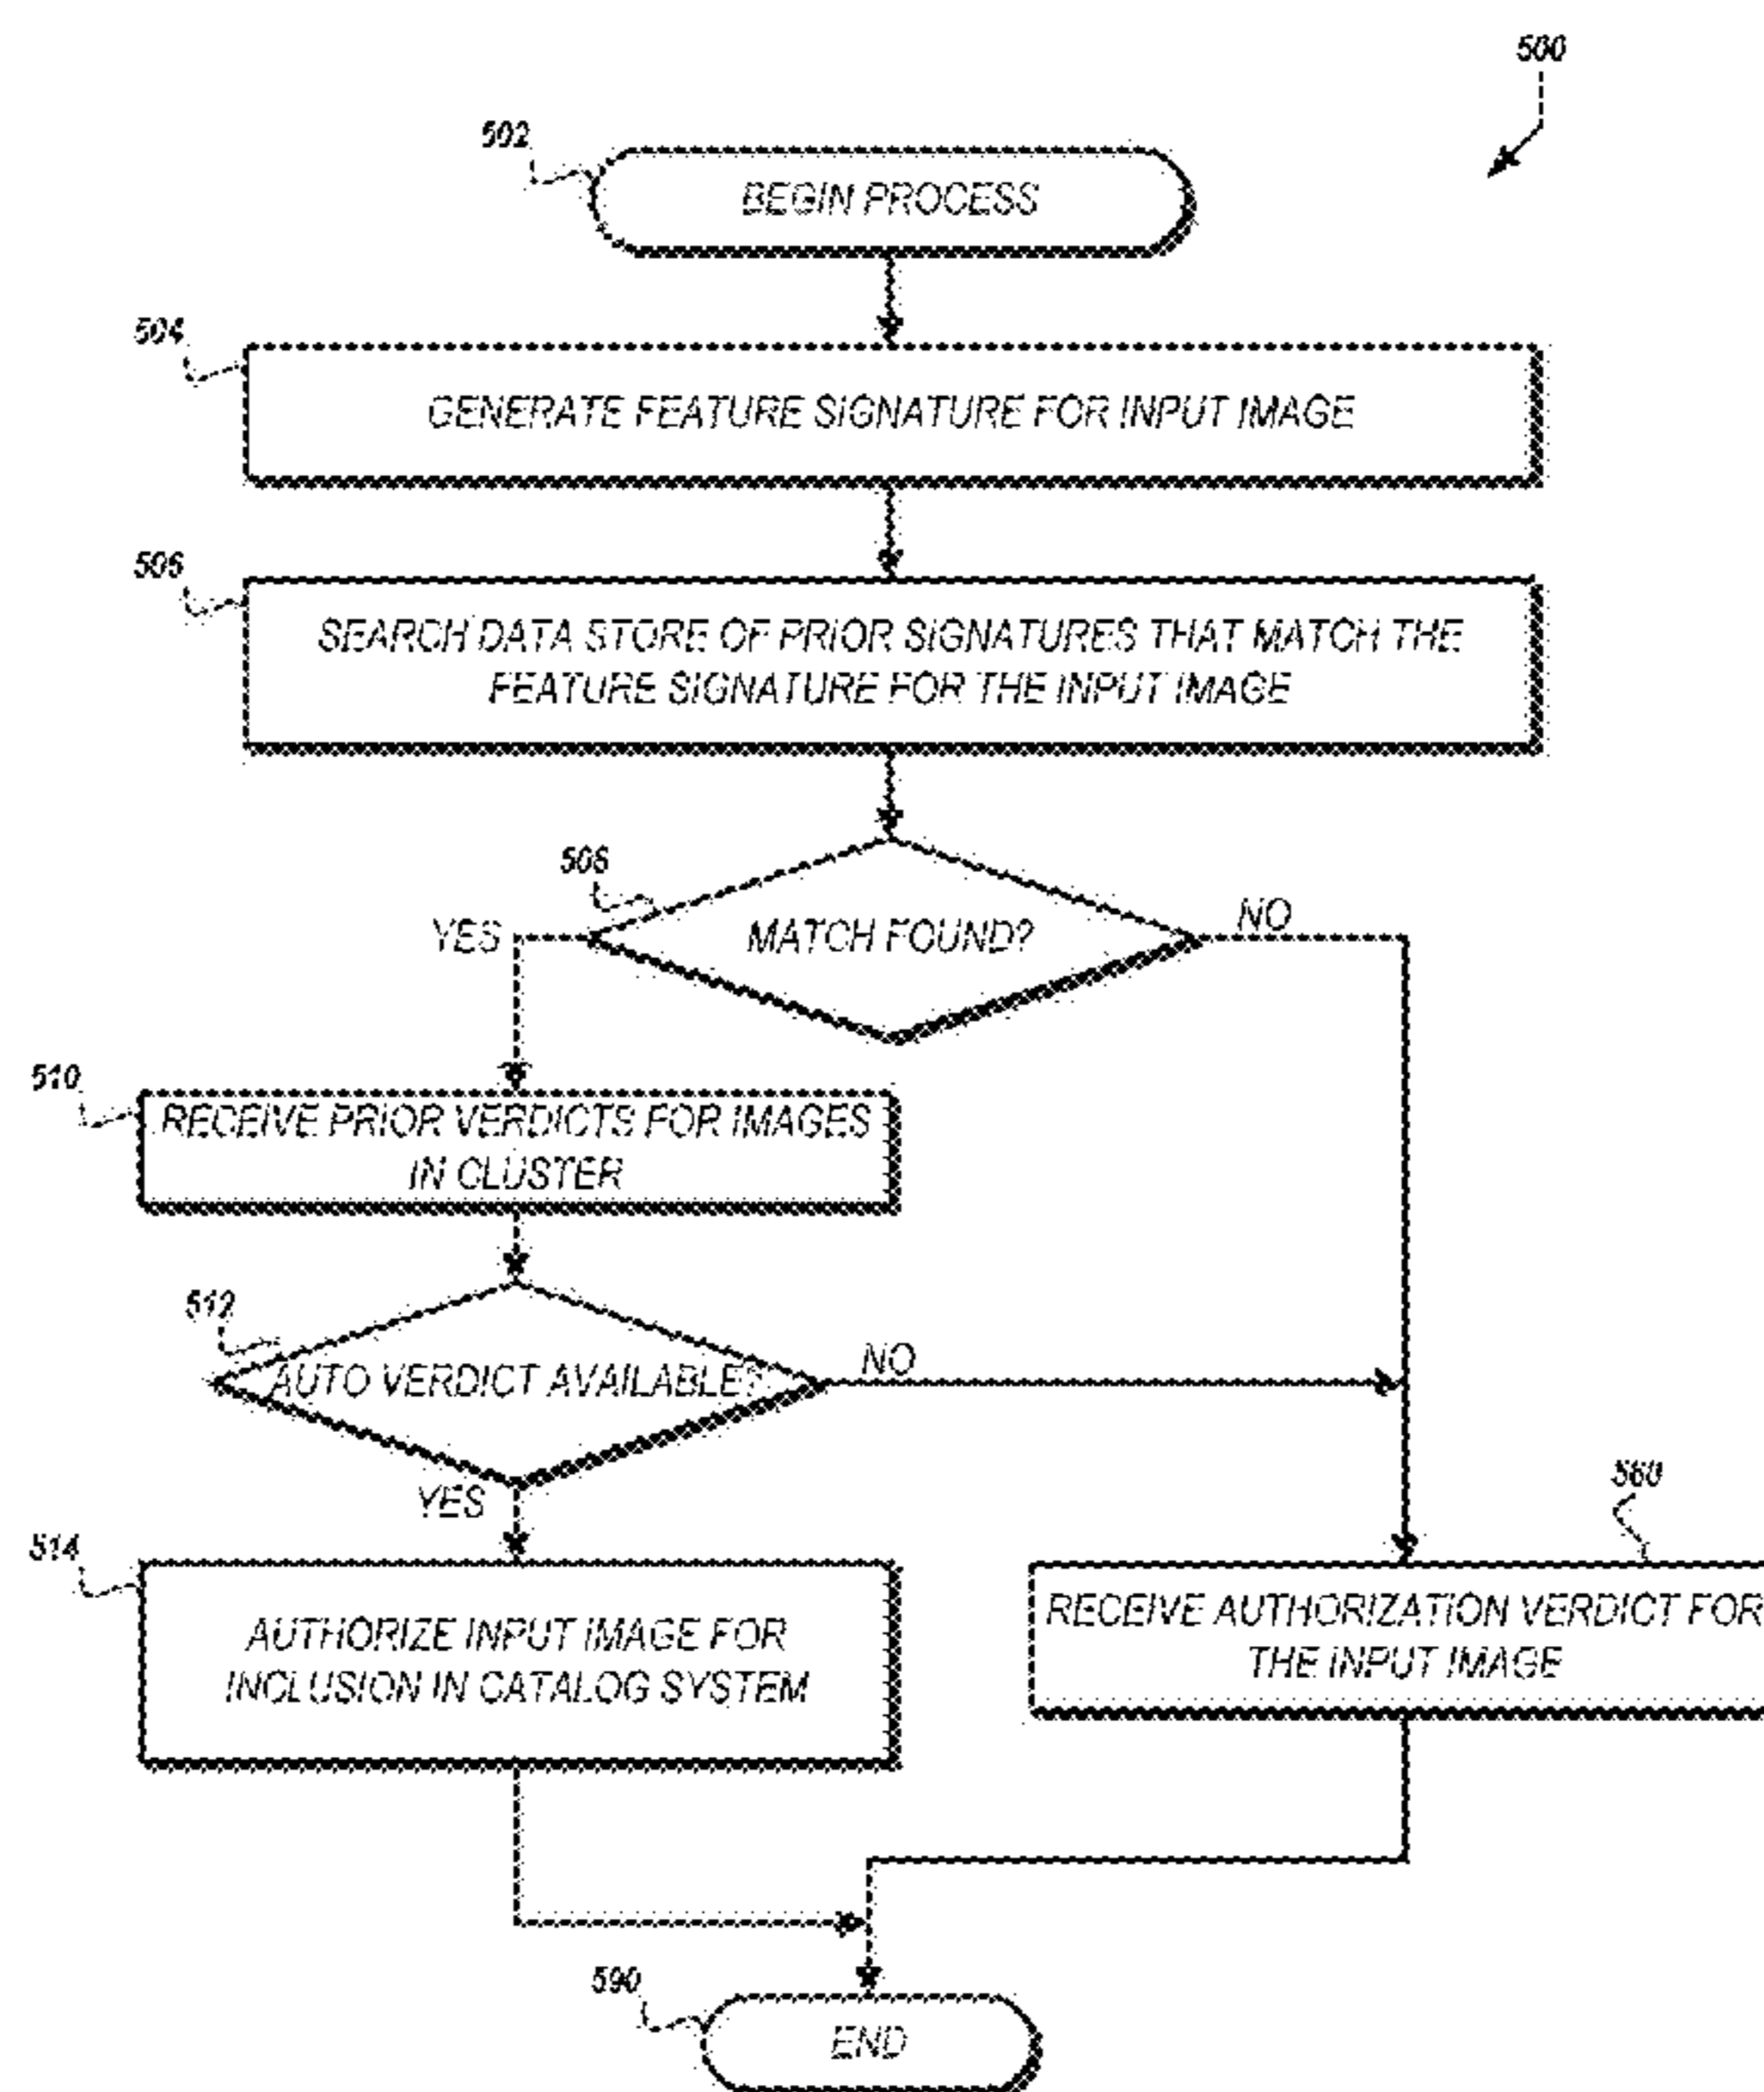 500
502
BEGIN PROCESS
504
GENERATE FEATURE SIGNATURE FOR INPUT IMAGE
506
SEARCH DATA STORE OF PRIOR SIGNATURES THAT MATCH THE
FEATURE SIGNATURE FOR THE INPUT IMAGE
508
YES
MATCH FOUND?
NO
510
RECEIVE PRIOR VERDICTS FOR IMAGES
IN CLUSTER
512
AUTO VERDICT AVAILABLE?
NO
YES
560
514
AUTHORIZE INPUT IMAGE FOR
INCLUSION IN CATALOG SYSTEM
RECEIVE AUTHORIZATION VERDICT FOR
THE INPUT IMAGE
590
END